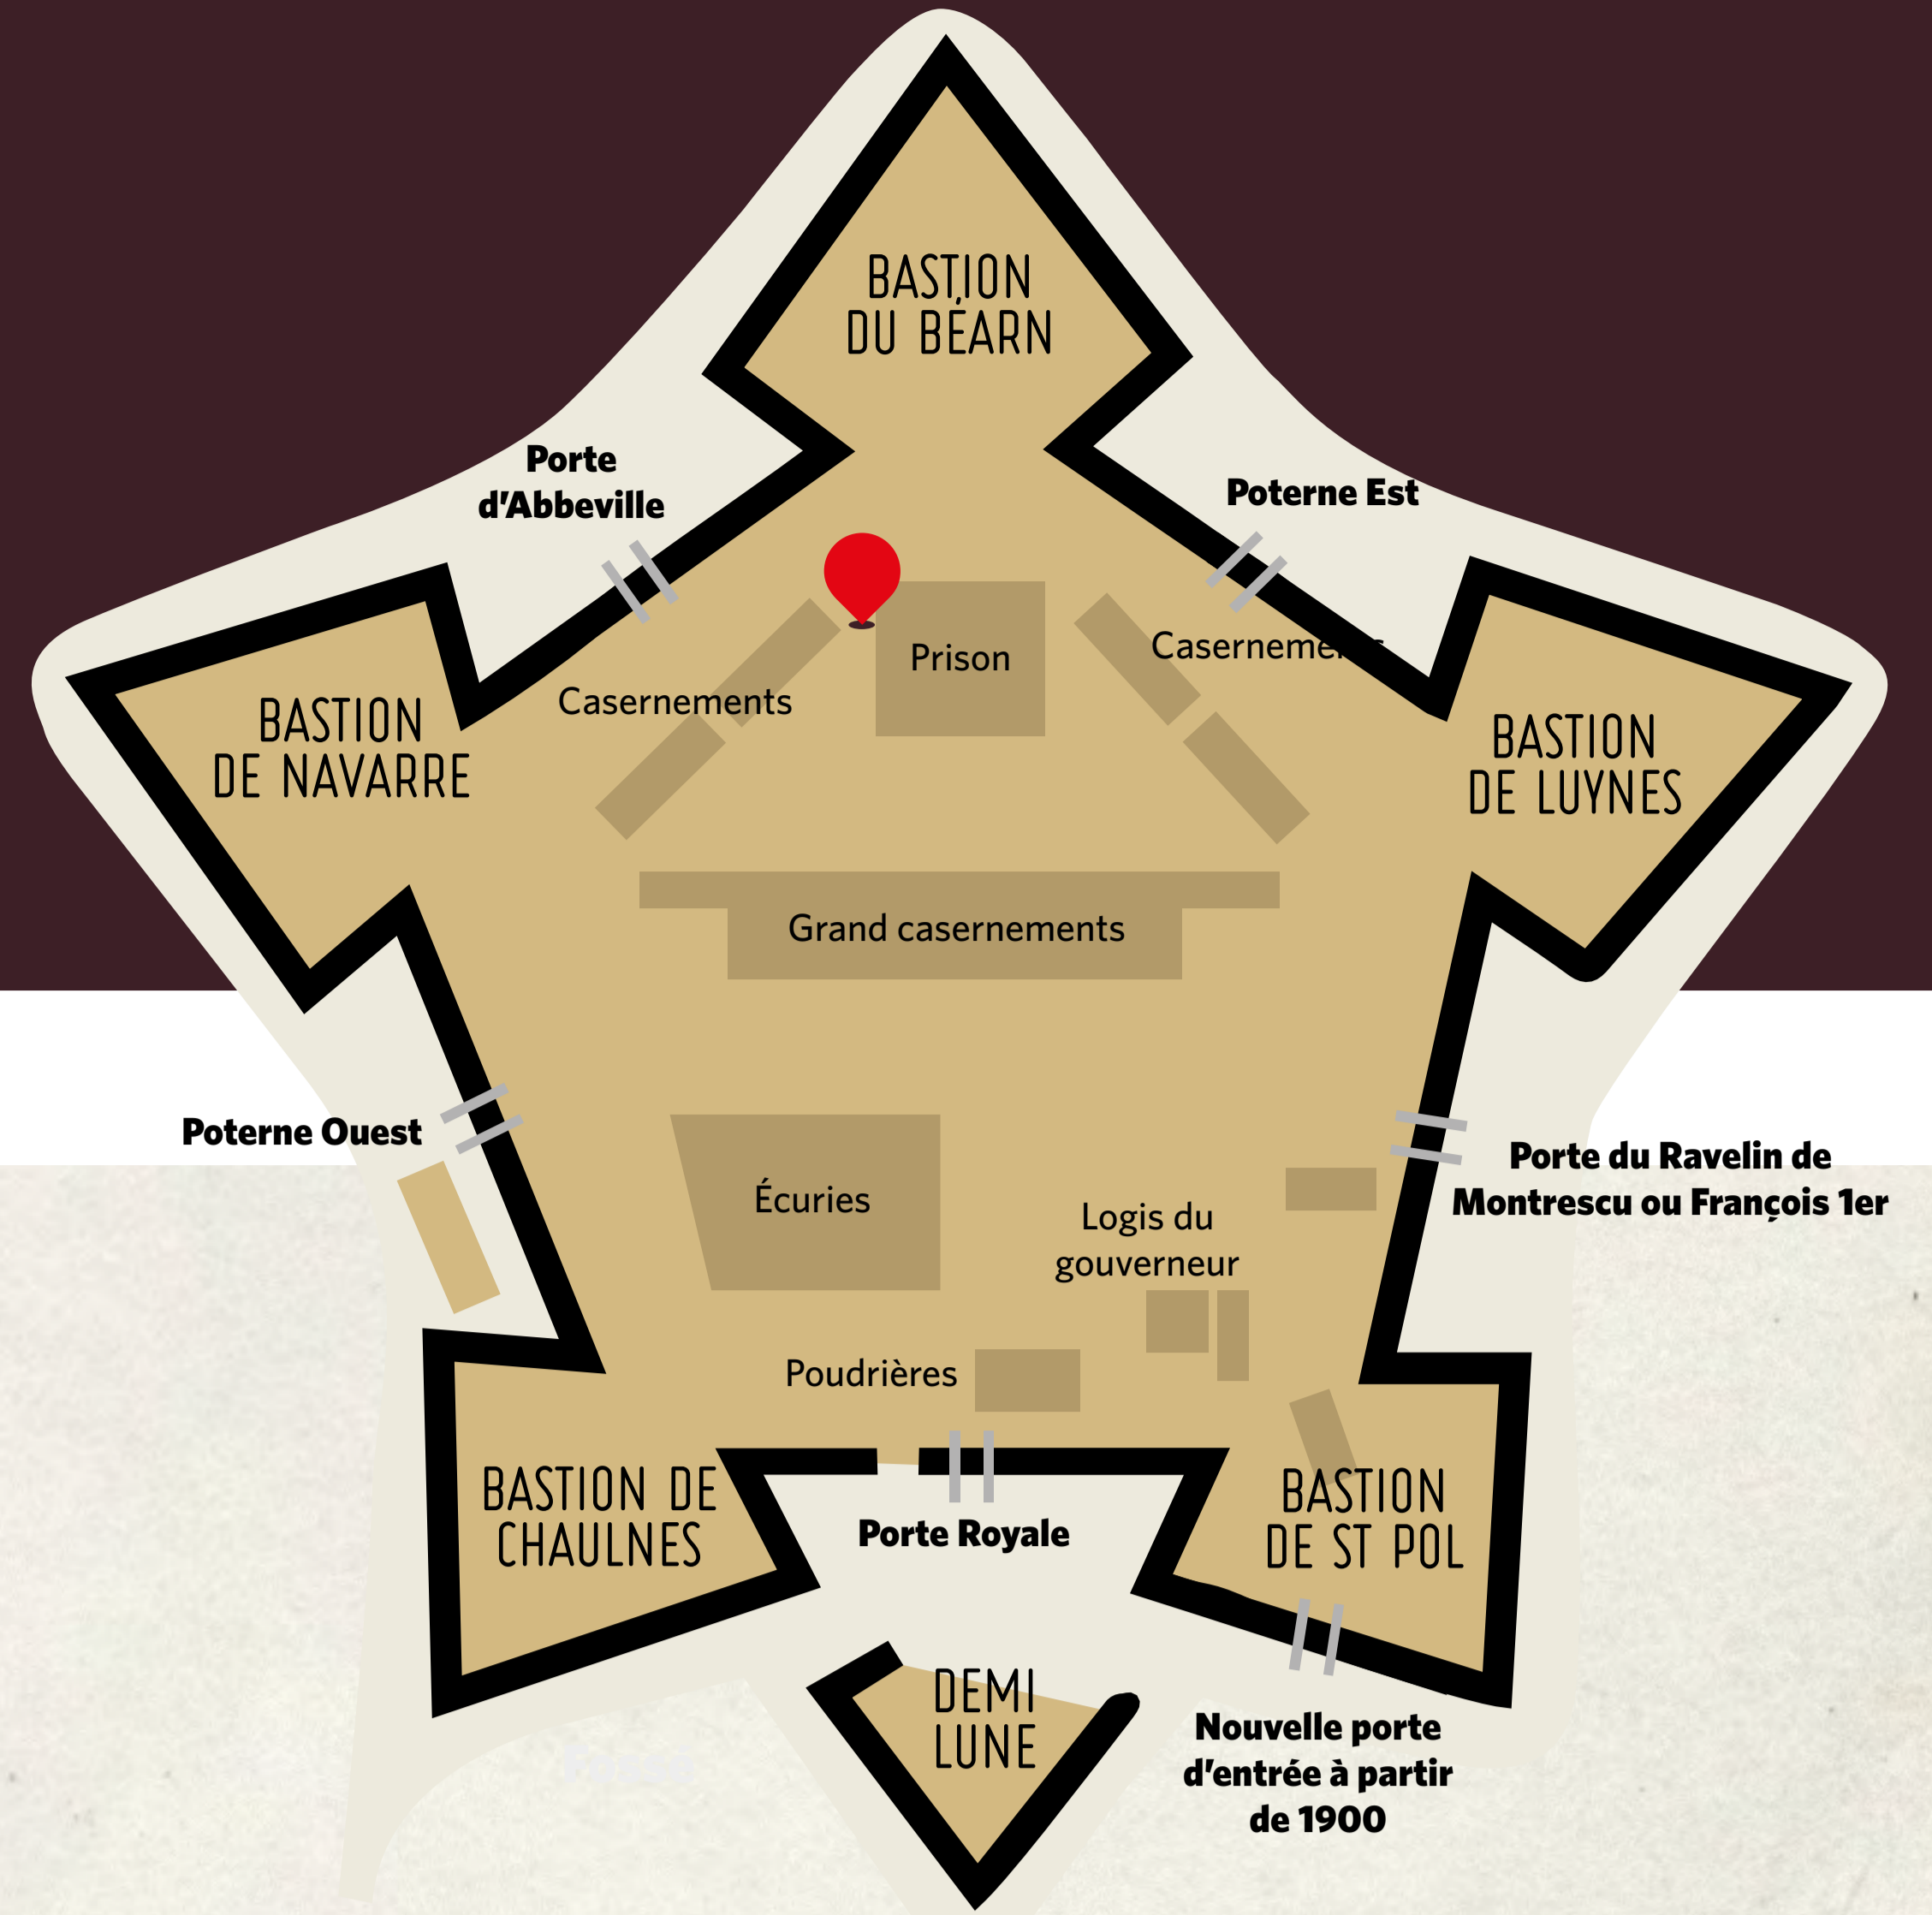 BASTION
DU BÉARN
Porte
d'Abbeville
Poterne Est
Prison
Casernements
Casernements
BASTION
DE NAVARRE
BASTION
DE LUYNES
Grand casernements
Poterne Ouest
Porte du Ravelin de
Montrescu ou François 1er
Écuries
Logis du
gouverneur
Poudrières
BASTION DE
CHAULNES
Porte Royale
BASTION
DE ST POL
DEMI
LUNE
Nouvelle porte
d'entrée à partir
de 1900
Fossé